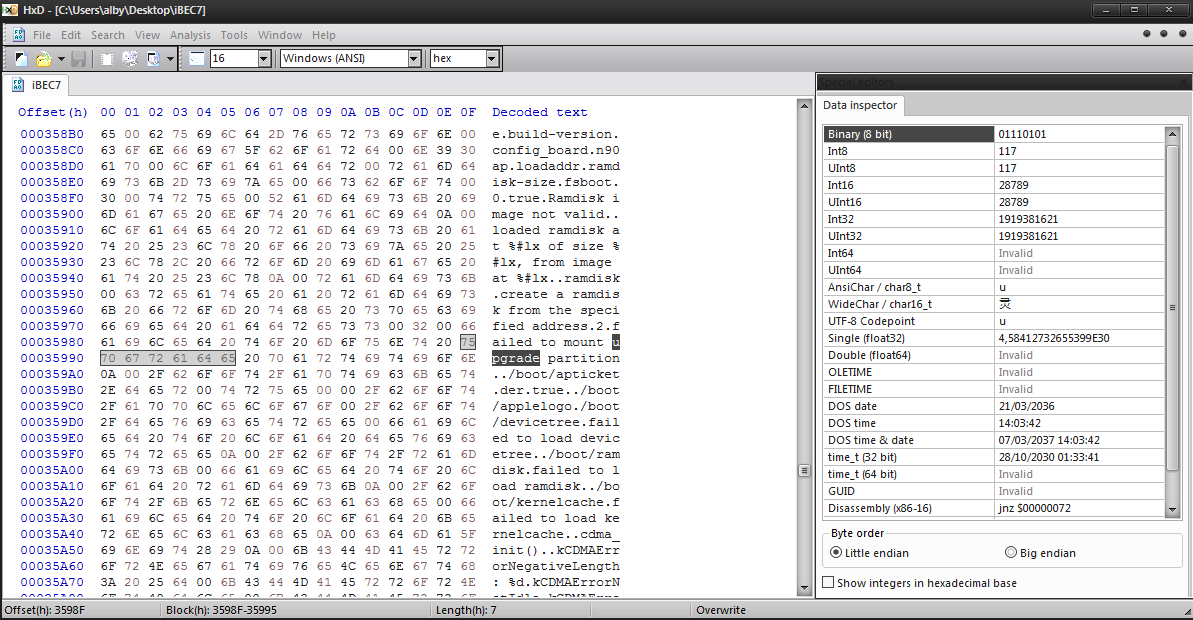 HxD - [C:\Users\alby\Desktop\iBEC7]
File Edit Search View Analysis Tools Window Help
16 Windows (ANSI) hex
iBEC7
Offset(h) 00 01 02 03 04 05 06 07 08 09 0A 0B 0C 0D 0E 0F Decoded text
000358B0 65 00 62 75 69 6C 64 2D 76 65 72 73 69 6F 6E 00 e.build-version.
000358C0 63 6F 6E 66 69 67 5F 62 6F 61 72 64 00 6E 39 30 config_board.n90
000358D0 61 70 00 6C 6F 61 64 61 64 64 72 00 72 61 6D 64 ap.loadaddr.ramd
000358E0 69 73 6B 2D 73 69 7A 65 00 66 73 62 6F 6F 74 00 isk-size.fsboot.
000358F0 30 00 74 72 75 65 00 52 61 6D 64 69 73 6B 20 69 0.true.Ramdisk i
00035900 6D 61 67 65 20 6E 6F 74 20 76 61 6C 69 64 0A 00 mage not valid..
00035910 6C 6F 61 64 65 64 20 72 61 6D 64 69 73 6B 20 61 loaded ramdisk a
00035920 74 20 25 23 6C 78 20 6F 66 20 73 69 7A 65 20 25 t %#lx of size %
00035930 23 6C 78 2C 20 66 72 6F 6D 20 69 6D 61 67 65 20 #lx, from image
00035940 61 74 20 25 23 6C 78 0A 00 72 61 6D 64 69 73 6B at %#lx..ramdisk
00035950 00 63 72 65 61 74 65 20 61 20 72 61 6D 64 69 73 .create a ramdis
00035960 6B 20 66 72 6F 6D 20 74 68 65 20 73 70 65 63 69 k from the speci
00035970 66 69 65 64 20 61 64 64 72 65 73 73 00 32 00 66 fied address.2.f
00035980 61 69 6C 65 64 20 74 6F 20 6D 6F 75 6E 74 20 75 ailed to mount u
00035990 70 67 72 61 64 65 20 70 61 72 74 69 74 69 6F 6E pgrade partition
000359A0 0A 00 2F 62 6F 6F 74 2F 61 70 74 69 63 6B 65 74 ../boot/apticket
000359B0 2E 64 65 72 00 74 72 75 65 00 00 2F 62 6F 6F 74 .der.true../boot
000359C0 2F 61 70 70 6C 65 6C 6F 67 6F 00 2F 62 6F 6F 74 /applelogo./boot
000359D0 2F 64 65 76 69 63 65 74 72 65 65 00 66 61 69 6C /devicetree.fail
000359E0 65 64 20 74 6F 20 6C 6F 61 64 20 64 65 76 69 63 ed to load devic
000359F0 65 74 72 65 65 0A 00 2F 62 6F 6F 74 2F 72 61 6D etree../boot/ram
00035A00 64 69 73 6B 00 66 61 69 6C 65 64 20 74 6F 20 6C disk.failed to l
00035A10 6F 61 64 20 72 61 6D 64 69 73 6B 0A 00 2F 62 6F oad ramdisk../bo
00035A20 6F 74 2F 6B 65 72 6E 65 6C 63 61 63 68 65 00 66 ot/kernelcache.f
00035A30 61 69 6C 65 64 20 74 6F 20 6C 6F 61 64 20 6B 65 ailed to load ke
00035A40 72 6E 65 6C 63 61 63 68 65 0A 00 63 64 6D 61 5F rnelcache..cdma_
00035A50 69 6E 69 74 28 29 0A 00 6B 43 44 4D 41 45 72 72 init()..kCDMAErr
00035A60 6F 72 4E 65 67 61 74 69 76 65 4C 65 6E 67 74 68 orNegativeLength
00035A70 3A 20 25 64 00 6B 43 44 4D 41 45 72 72 6F 72 4E : %d.kCDMAErrorN
Special editors
Data inspector
Binary (8 bit) 01110101
Int8 117
UInt8 117
Int16 28789
UInt16 28789
Int32 1919381621
UInt32 1919381621
Int64 Invalid
UInt64 Invalid
AnsiChar / char8_t u
WideChar / char16_t 灵
UTF-8 Codepoint u
Single (float32) 4,58412732655399E30
Double (float64) Invalid
OLETIME Invalid
FILETIME Invalid
DOS date 21/03/2036
DOS time 14:03:42
DOS time & date 07/03/2037 14:03:42
time_t (32 bit) 28/10/2030 01:33:41
time_t (64 bit) Invalid
GUID Invalid
Disassembly (x86-16) jnz $00000072
Byte order
Little endian Big endian
Show integers in hexadecimal base
Offset(h): 3598F Block(h): 3598F-35995 Length(h): 7 Overwrite